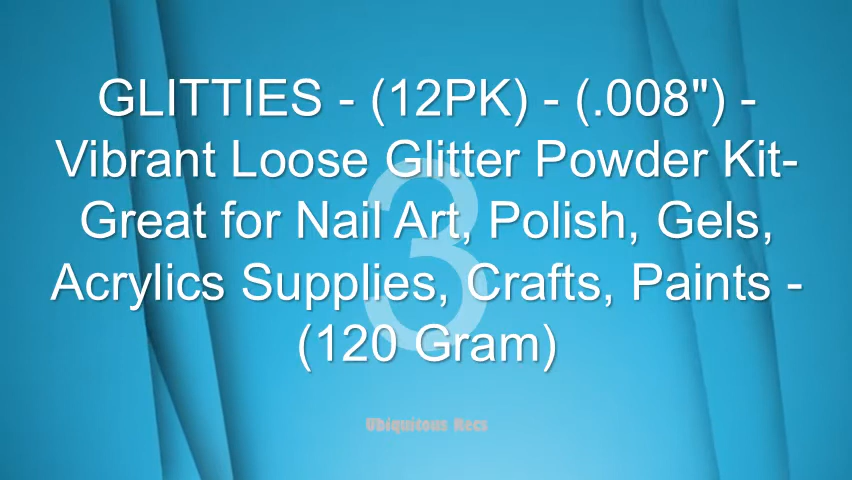 GLITTIES - (12PK) - (.008") -
Vibrant Loose Glitter Powder Kit-
Great for Nail Art, Polish, Gels,
Acrylics Supplies, Crafts, Paints -
(120 Gram)
3
Ubiquitous Recs